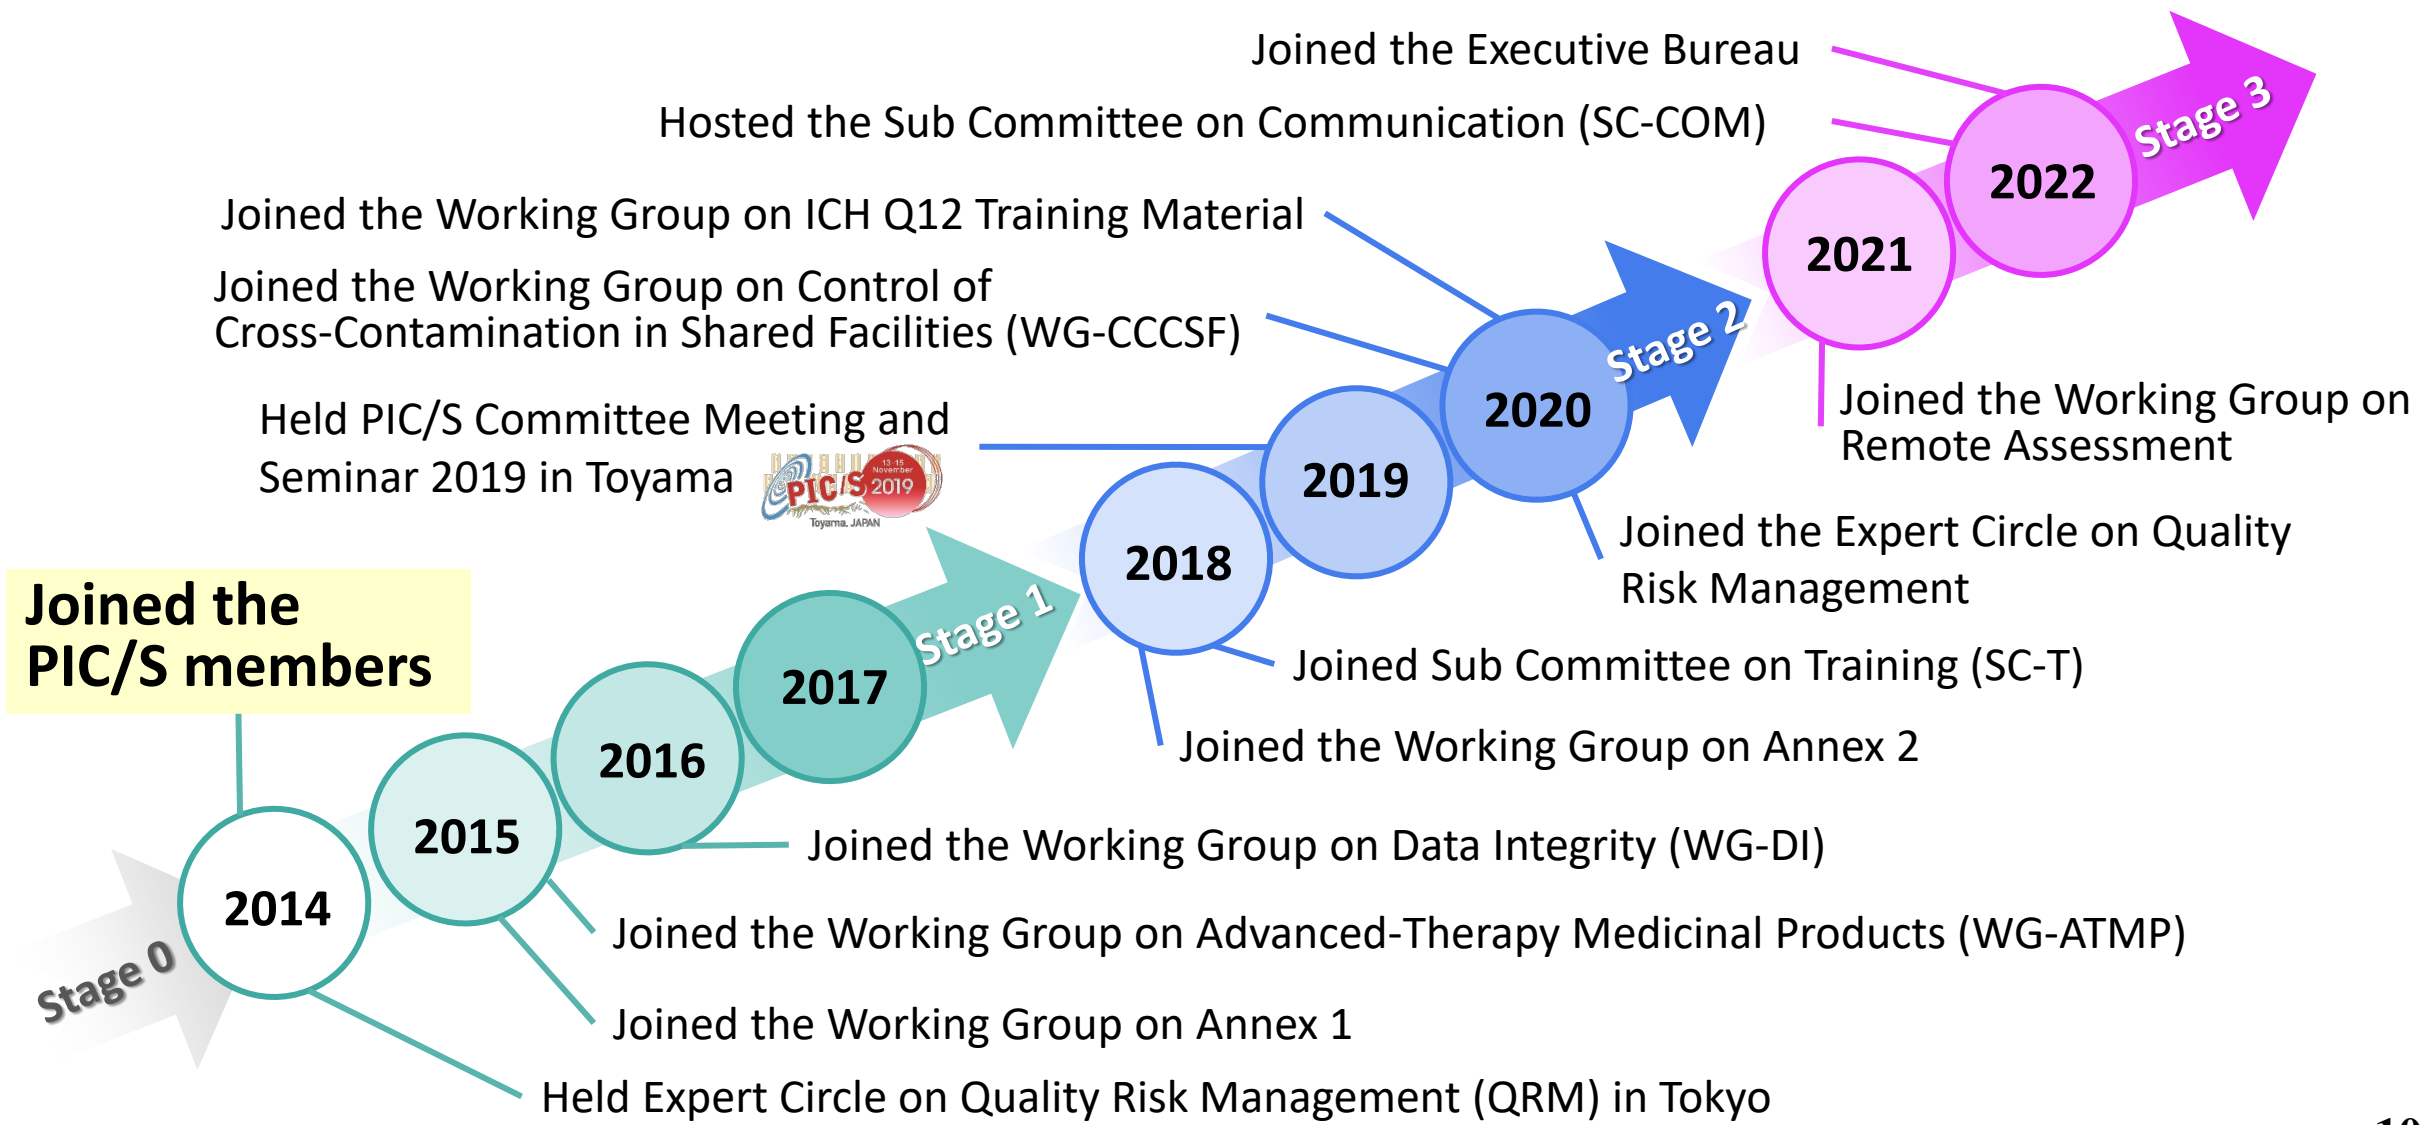 Joined the Executive Bureau
Hosted the Sub Committee on Communication (SC-COM)
Stage 3
2022
Joined the Working Group on ICH Q12 Training Material
2021
Joined the Working Group on Control of
Cross-Contamination in Shared Facilities (WG-CCCSF)
Stage 2
2020
Joined the Working Group on
Remote Assessment
Held PIC/S Committee Meeting and
Seminar 2019 in Toyama
13-15
November
2019
PIC/S
Toyama, JAPAN
2019
2018
Joined the Expert Circle on Quality
Risk Management
Joined the
PIC/S members
Stage 1
2017
Joined Sub Committee on Training (SC-T)
Joined the Working Group on Annex 2
2016
2015
Joined the Working Group on Data Integrity (WG-DI)
2014
Joined the Working Group on Advanced-Therapy Medicinal Products (WG-ATMP)
Stage 0
Joined the Working Group on Annex 1
Held Expert Circle on Quality Risk Management (QRM) in Tokyo